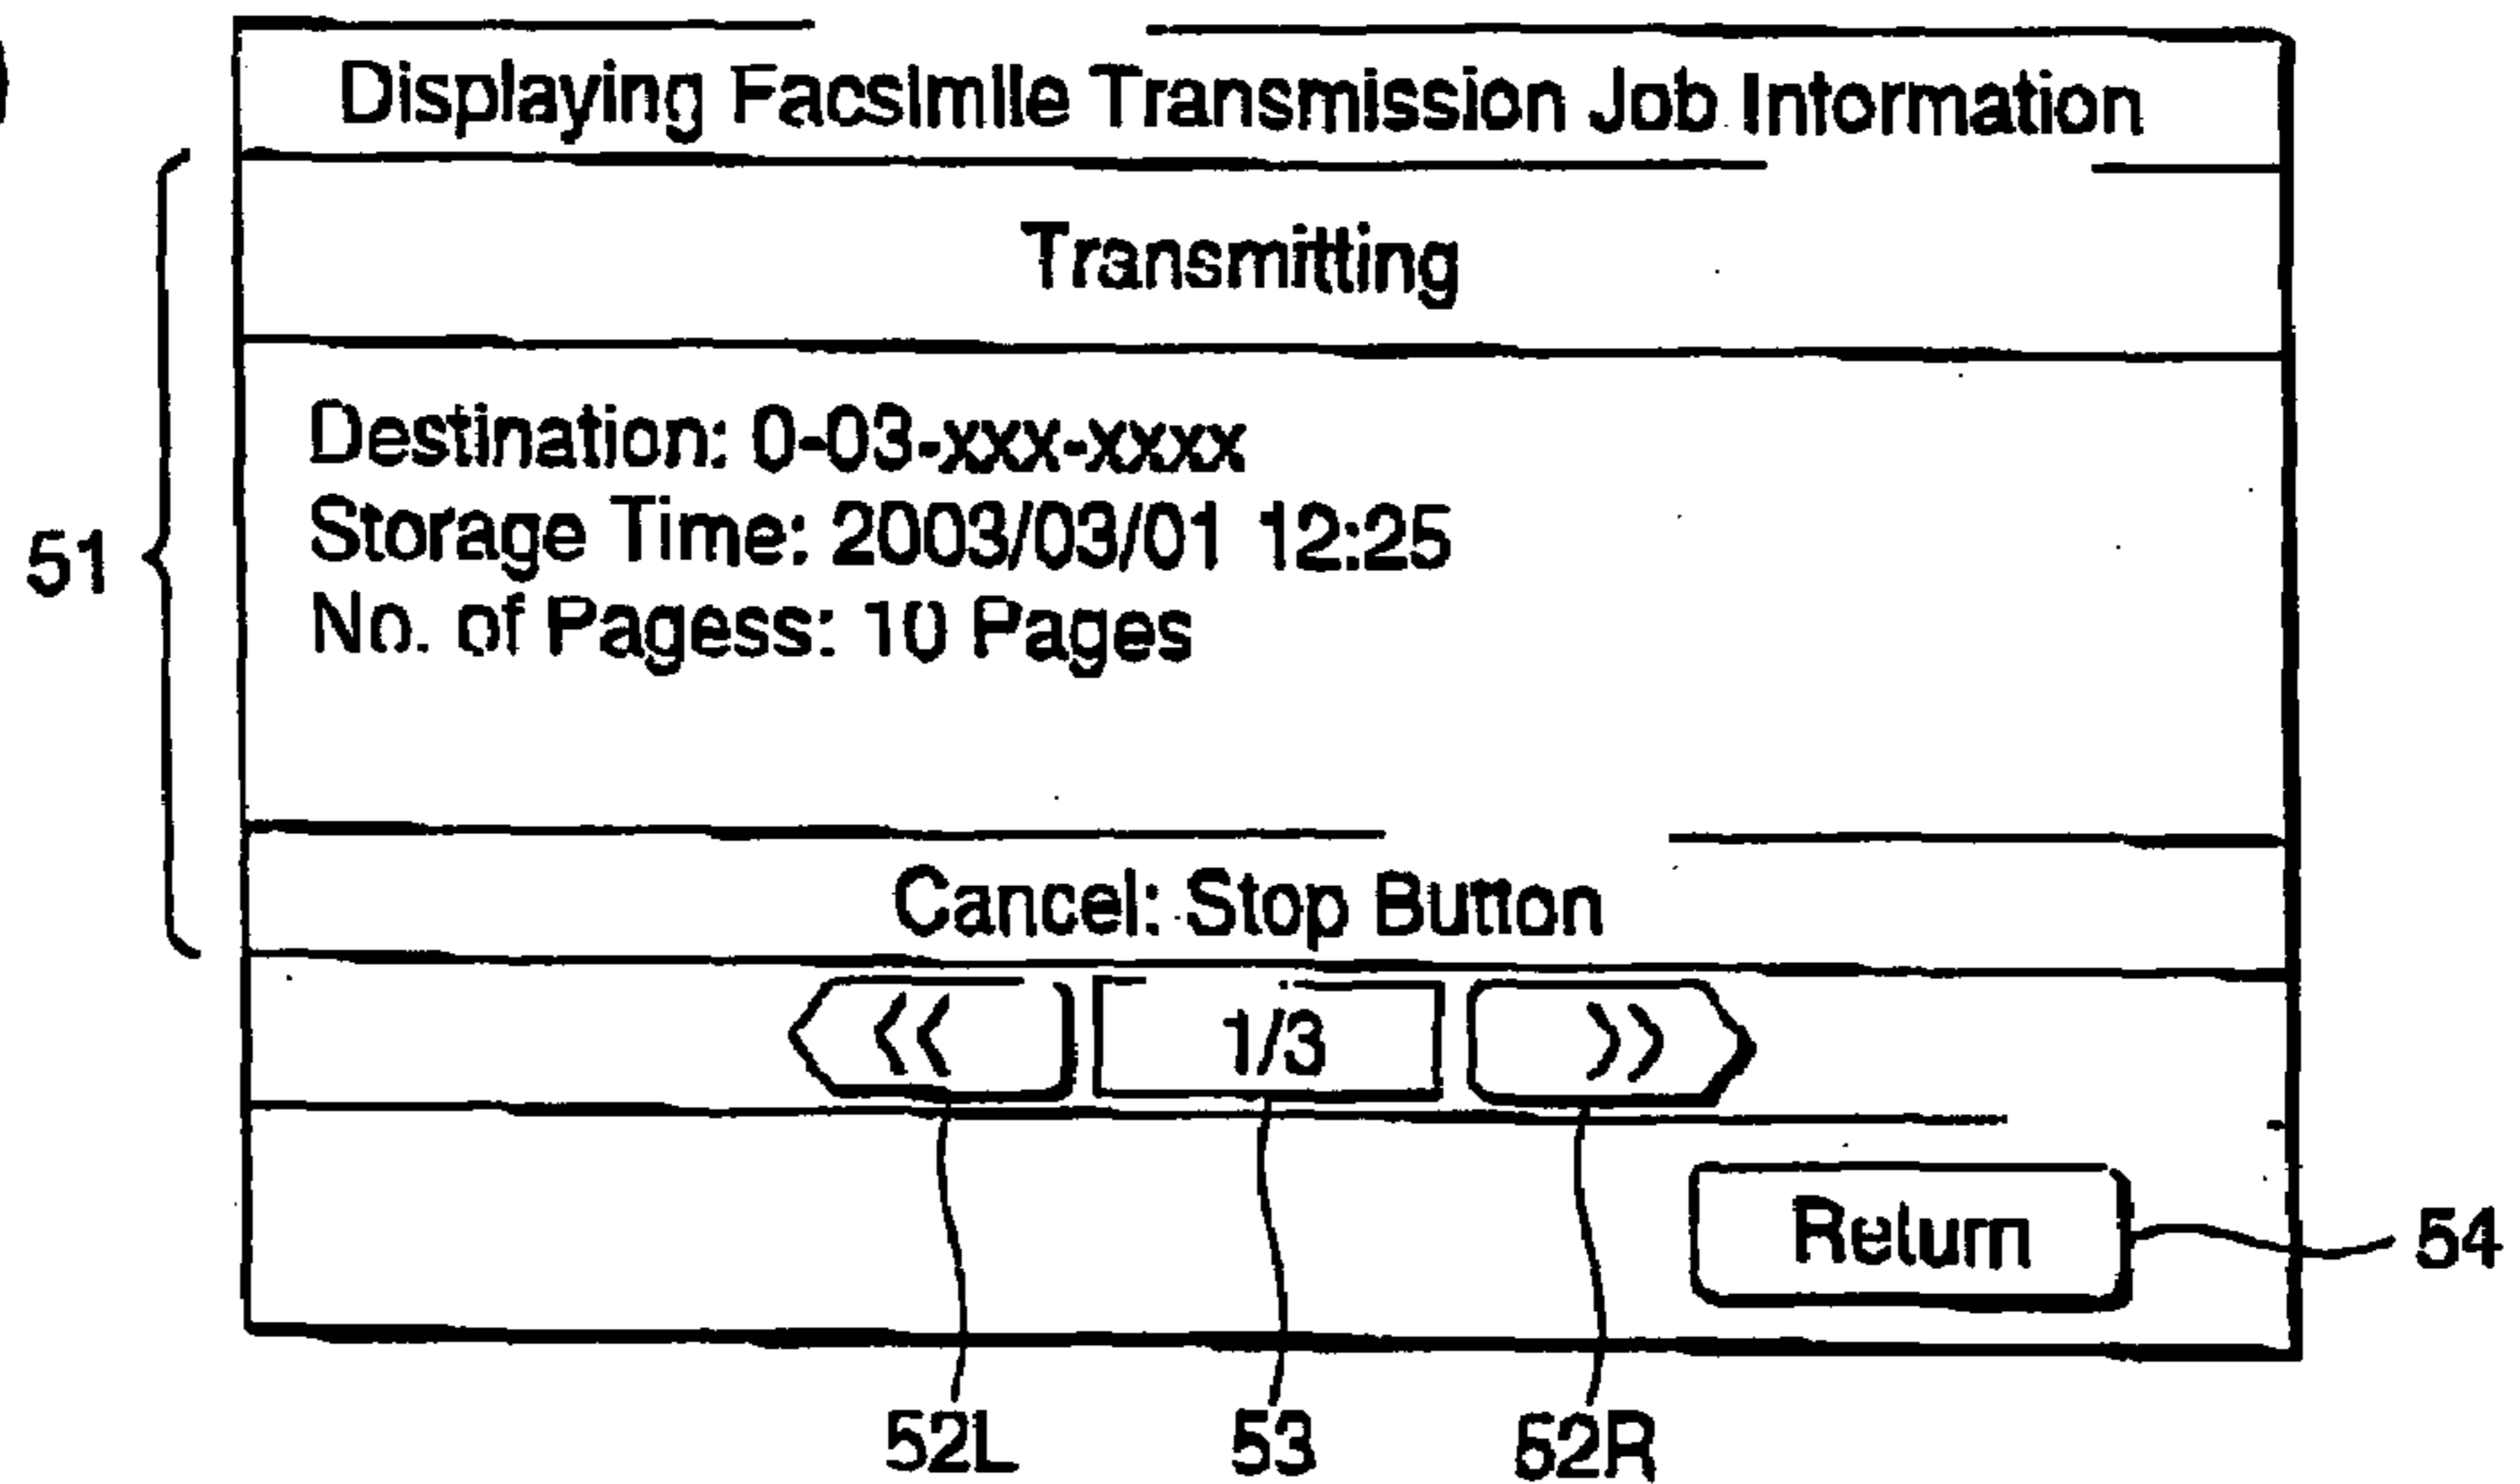 Displaying Facsimile Transmission Job Information
Transmitting
Destination: 0-03-xxx-xxxx
Storage Time: 2003/03/01 12:25
No. of Pagess: 10 Pages
51
Cancel: Stop Button
《 1/3 》
Return
54
52L 53 52R